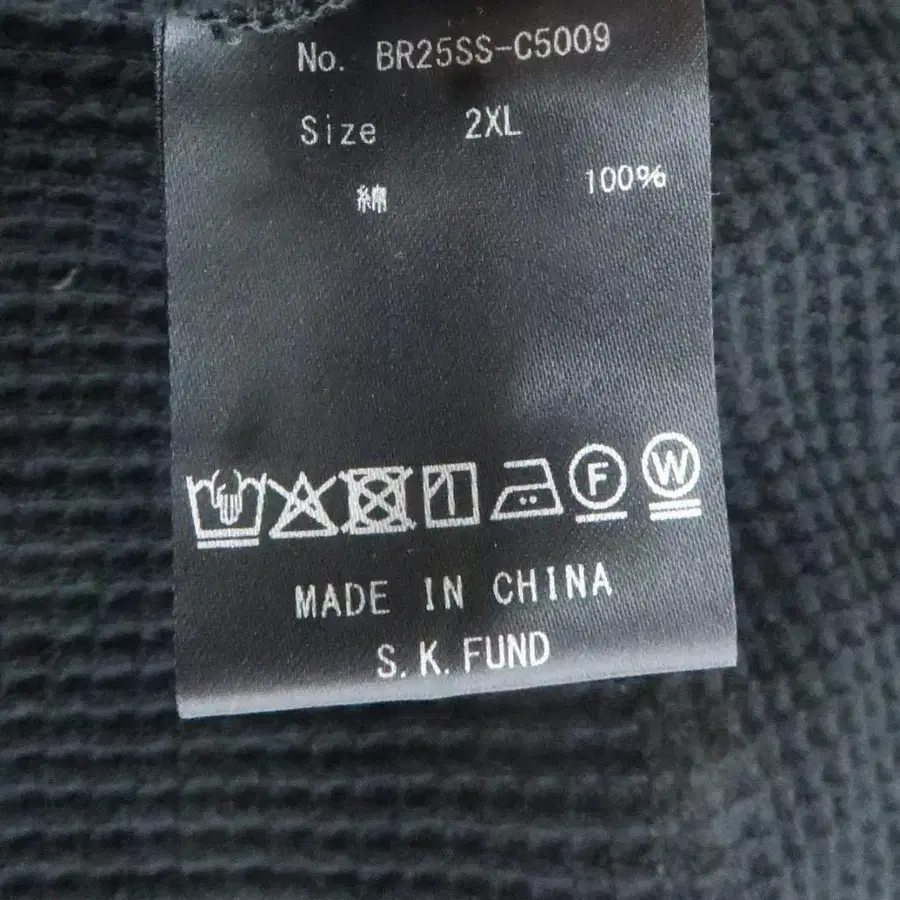 No. BR25SS-C5009
Size 2XL
綿 100%
F W
MADE IN CHINA
S.K.FUND